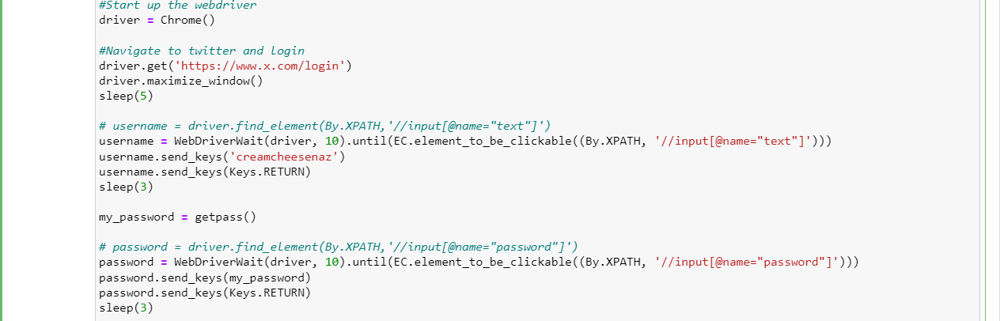 #Start up the webdriver
driver = Chrome()
#Navigate to twitter and login
driver.get('https://www.x.com/login')
driver.maximize_window()
sleep(5)
# username = driver.find_element(By.XPATH,'//input[@name="text"]')
username = WebDriverWait(driver, 10).until(EC.element_to_be_clickable((By.XPATH, '//input[@name="text"]')))
username.send_keys('creamcheesenaz')
username.send_keys(Keys.RETURN)
sleep(3)
my_password = getpass()
# password = driver.find_element(By.XPATH,'//input[@name="password"]')
password = WebDriverWait(driver, 10).until(EC.element_to_be_clickable((By.XPATH, '//input[@name="password"]')))
password.send_keys(my_password)
password.send_keys(Keys.RETURN)
sleep(3)